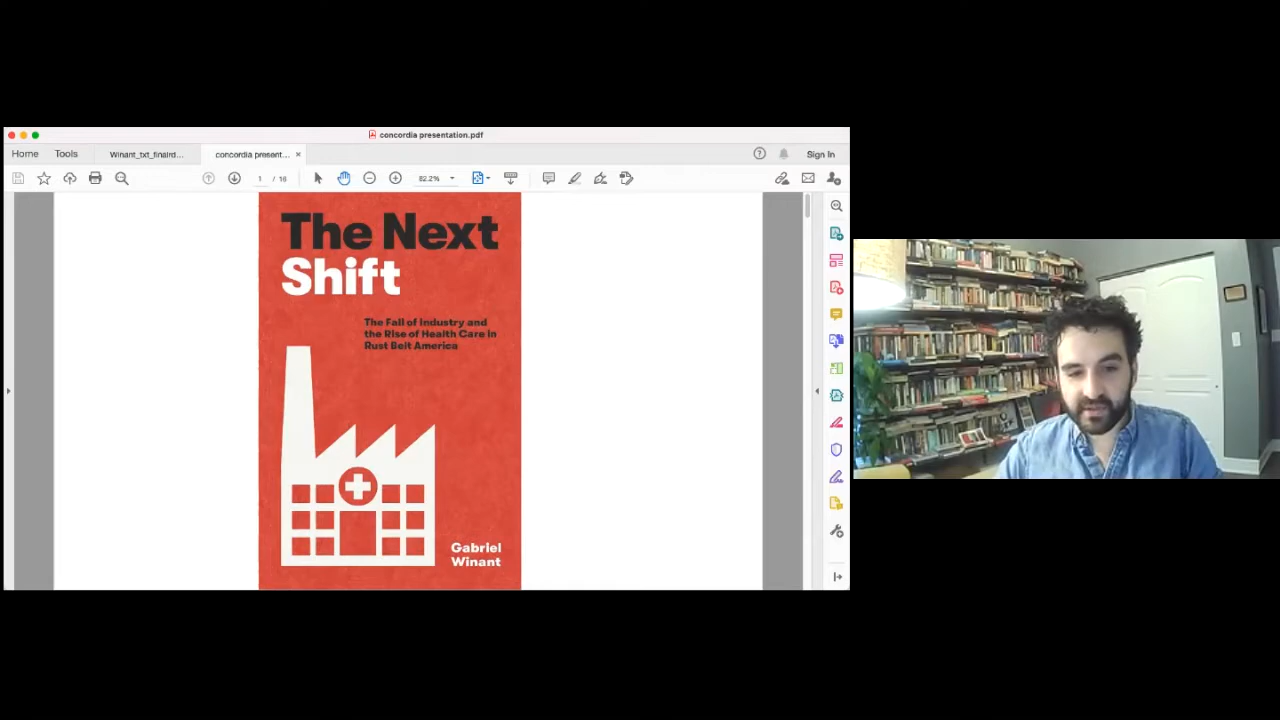 concordia presentation.pdf
Home
Tools
Winant_txt_finalrd...
concordia present...
Sign In
1 / 16
82.2%
The Next
Shift
The Fall of Industry and
the Rise of Health Care in
Rust Belt America
Gabriel
Winant